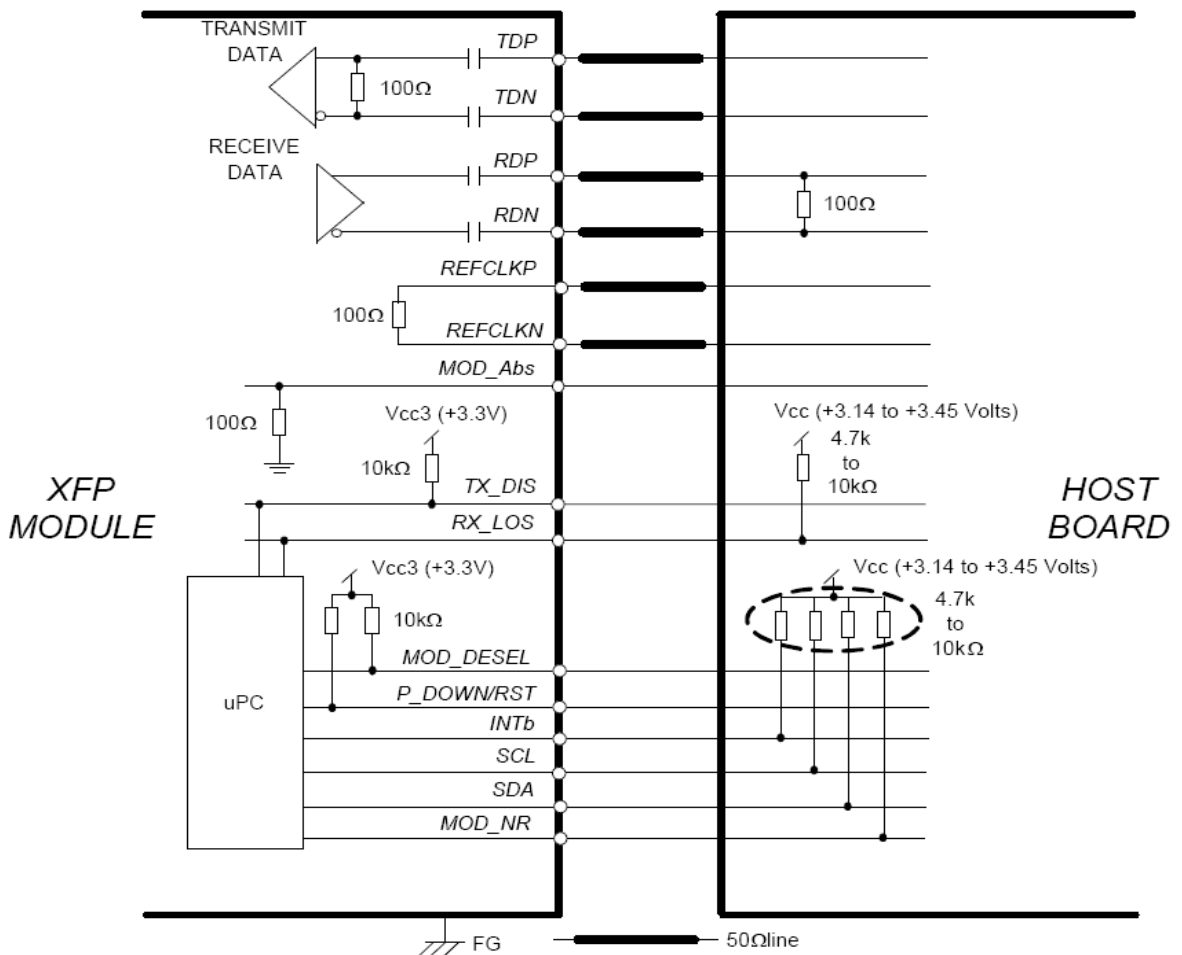 TRANSMIT
DATA
TDP
100Ω
TDN
RECEIVE
DATA
RDP
100Ω
RDN
REFCLKP
100Ω
REFCLKN
MOD_Abs
100Ω
Vcc3 (+3.3V)
10kΩ
TX_DIS
RX_LOS
Vcc (+3.14 to +3.45 Volts)
4.7k
to
10kΩ
XFP
MODULE
HOST
BOARD
Vcc3 (+3.3V)
10kΩ
Vcc (+3.14 to +3.45 Volts)
4.7k
to
10kΩ
uPC
MOD_DESEL
P_DOWN/RST
INTb
SCL
SDA
MOD_NR
FG
50Ωline